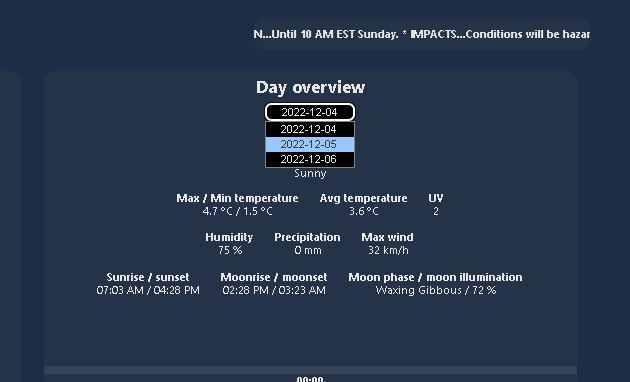 N...Until 10 AM EST Sunday. * IMPACTS...Conditions will be hazar
Day overview
2022-12-04
2022-12-04
2022-12-05
2022-12-06
Sunny
Max / Min temperature Avg temperature UV
4.7 °C / 1.5 °C 3.6 °C 2
Humidity Precipitation Max wind
75 % 0 mm 32 km/h
Sunrise / sunset Moonrise / moonset Moon phase / moon illumination
07:03 AM / 04:28 PM 02:28 PM / 03:23 AM Waxing Gibbous / 72 %
00:00